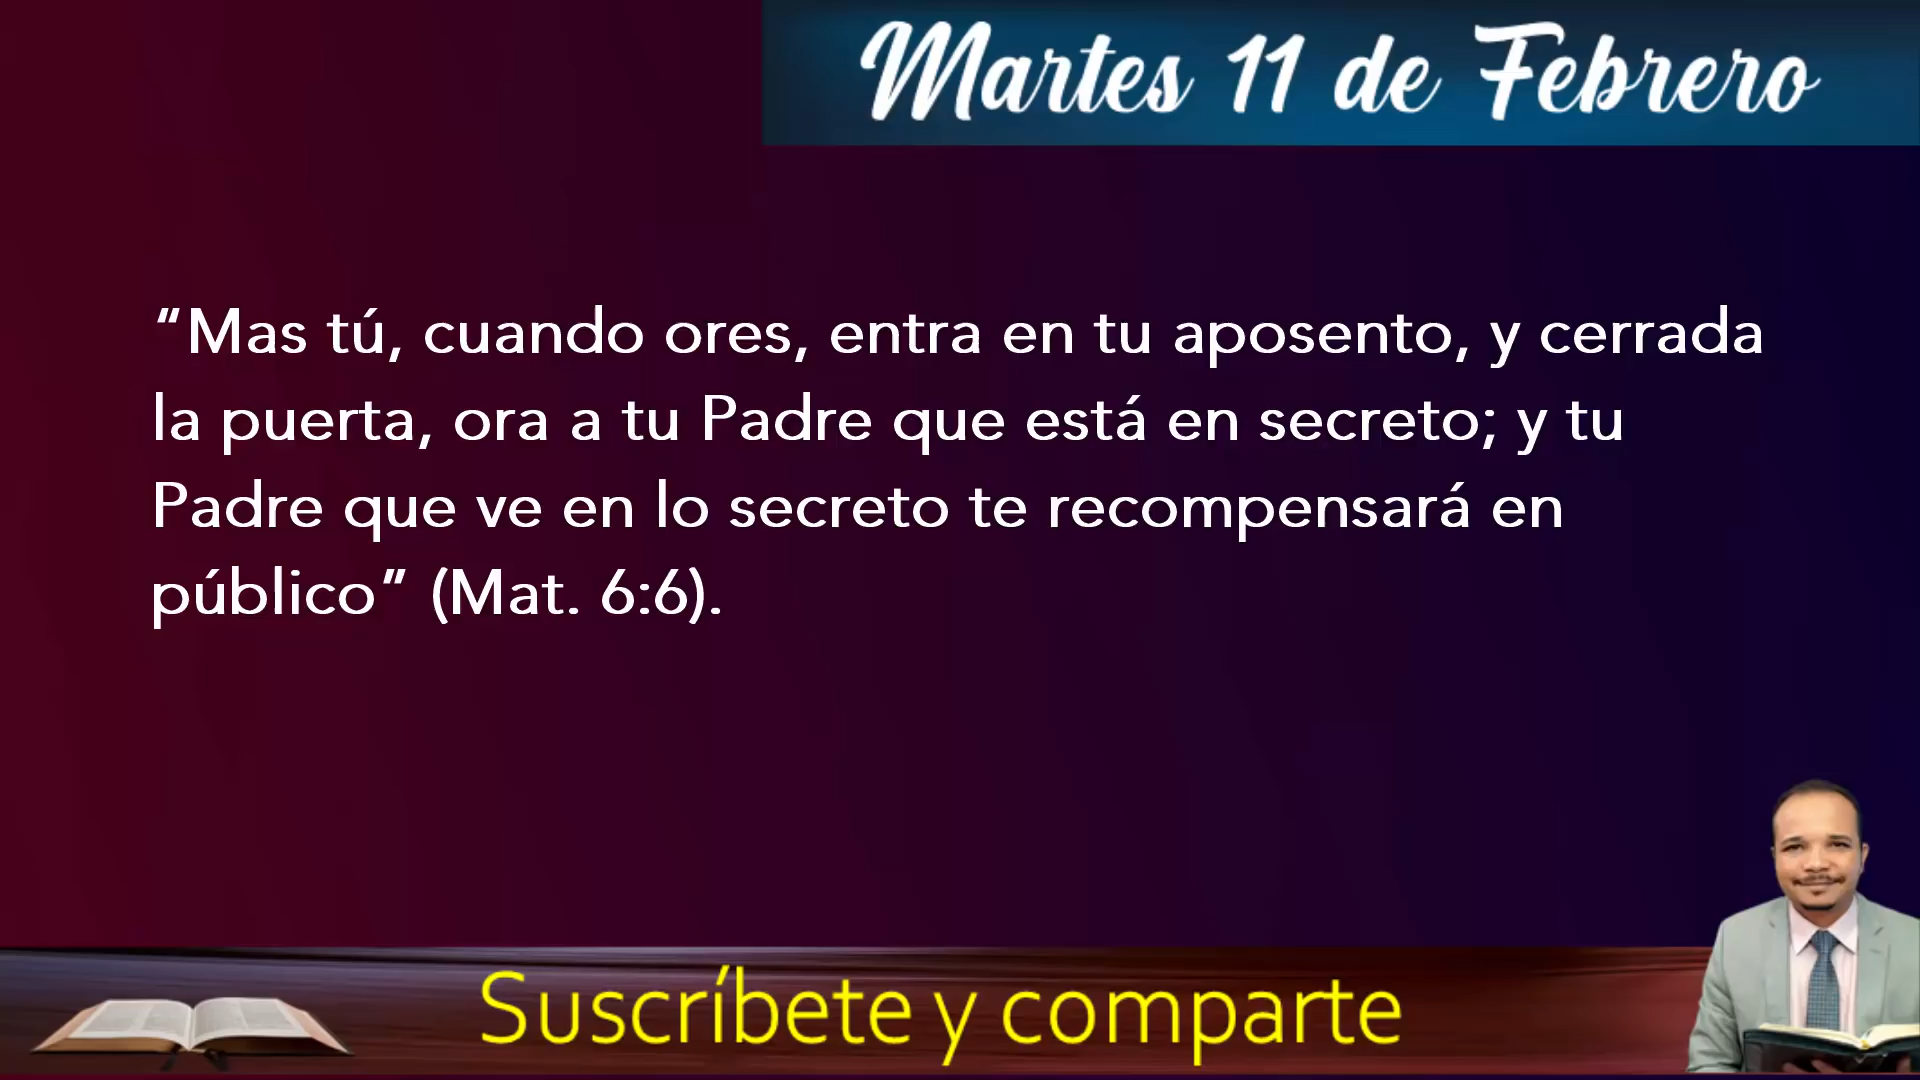 Martes 11 de Febrero
“Mas tú, cuando ores, entra en tu aposento, y cerrada
la puerta, ora a tu Padre que está en secreto; y tu
Padre que ve en lo secreto te recompensará en
público” (Mat. 6:6).
Suscríbete y comparte